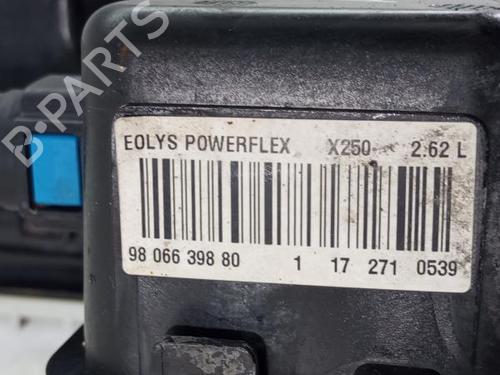 B-PARTS
EOLYS POWERFLEX X250 2.62 L
98 066 398 80 1 17 271 0539